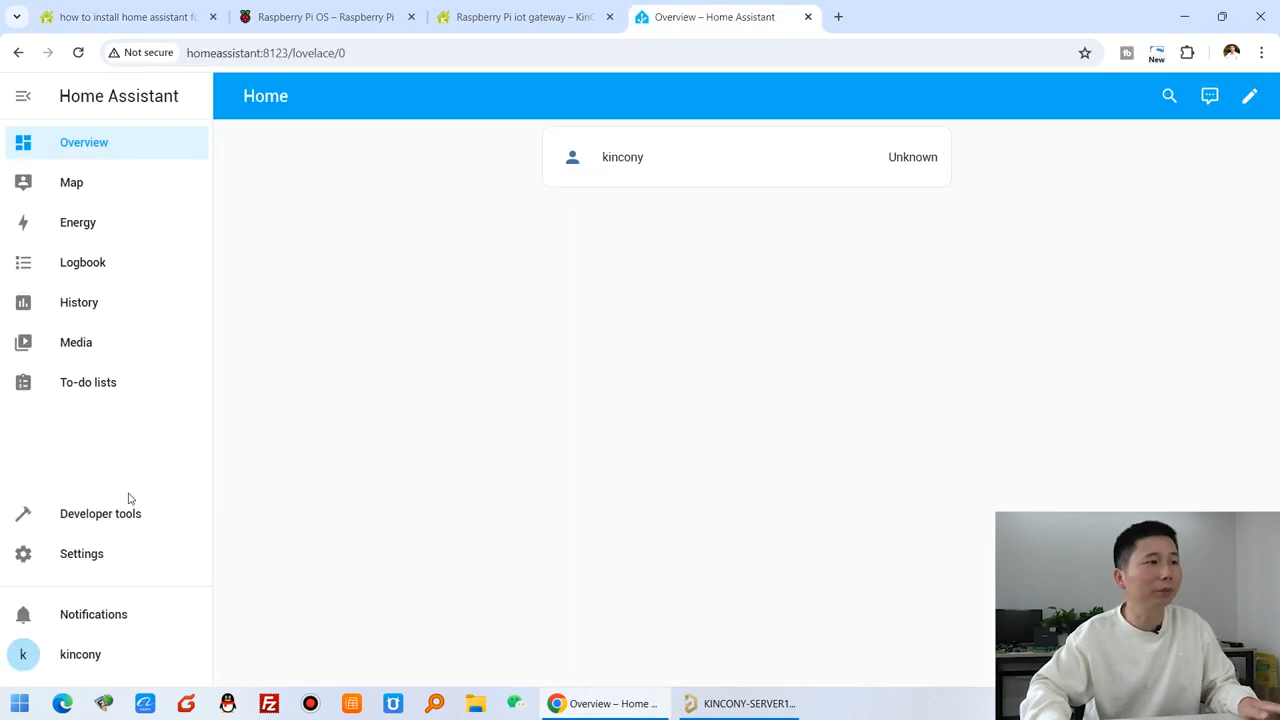 how to install home assistant fo
Raspberry Pi OS – Raspberry Pi
Raspberry Pi iot gateway – KinC
Overview – Home Assistant
Not secure
homeassistant:8123/lovelace/0
New
Home Assistant
Home
Overview
kincony
Unknown
Map
Energy
Logbook
History
Media
To-do lists
Developer tools
Settings
Notifications
k
kincony
Overview – Home ...
KINCONY-SERVER1...